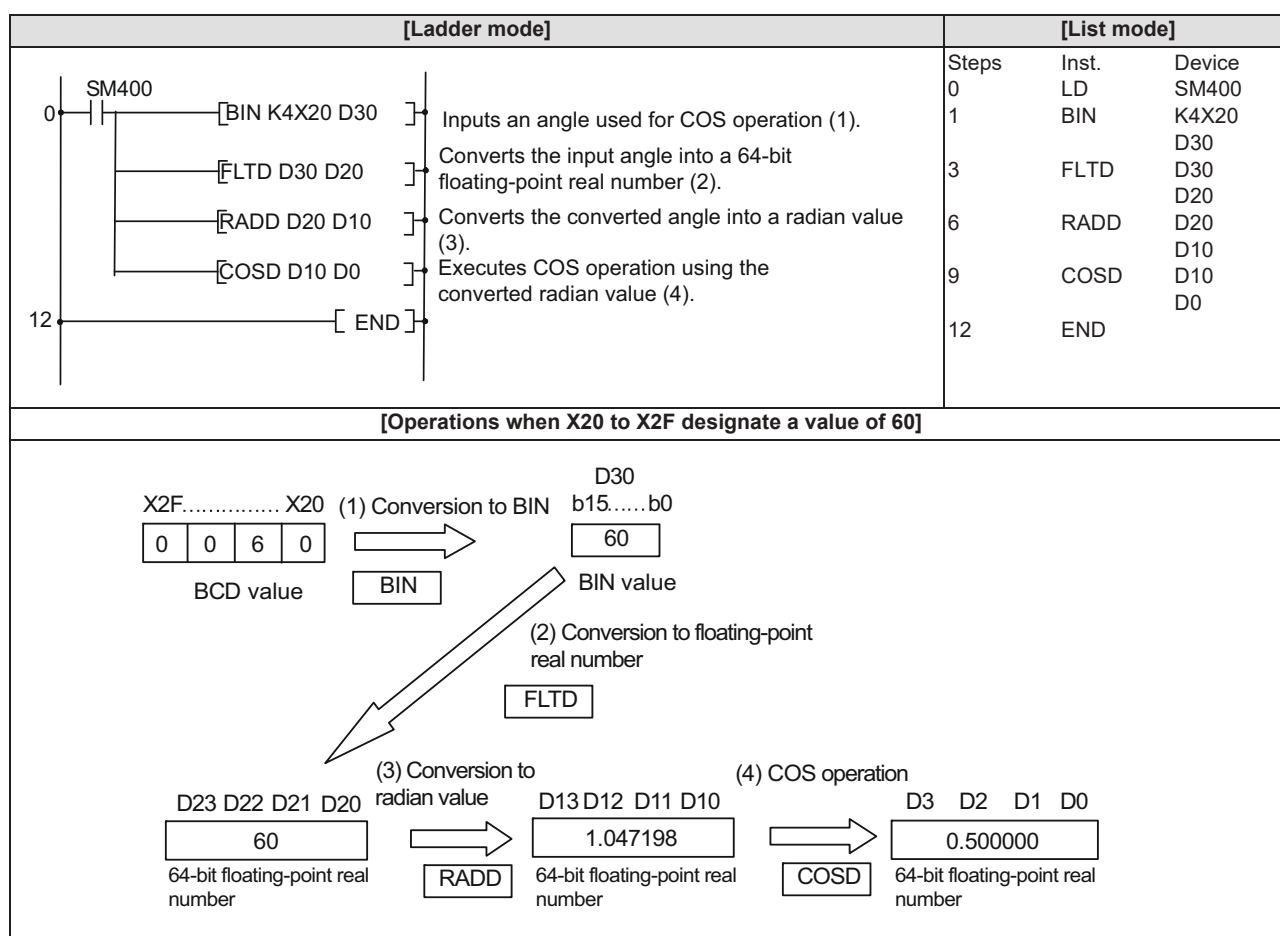 [Ladder mode] [List mode]
Steps Inst. Device
SM400 0 LD SM400
0 [BIN K4X20 D30 ] Inputs an angle used for COS operation (1). 1 BIN K4X20
D30
Converts the input angle into a 64-bit
[FLTD D30 D20 ] floating-point real number (2). 3 FLTD D30
D20
[RADD D20 D10 ] Converts the converted angle into a radian value 6 RADD D20
(3). D10
[COSD D10 D0 ] Executes COS operation using the 9 COSD D10
converted radian value (4). D0
12 [ END ] 12 END
[Operations when X20 to X2F designate a value of 60]
D30
X2F............... X20 (1) Conversion to BIN b15......b0
0 0 6 0 60
BCD value BIN BIN value
(2) Conversion to floating-point
real number
FLTD
(3) Conversion to (4) COS operation
D23 D22 D21 D20 radian value D13 D12 D11 D10 D3 D2 D1 D0
60 1.047198 0.500000
64-bit floating-point real RADD 64-bit floating-point real COSD 64-bit floating-point real
number number number